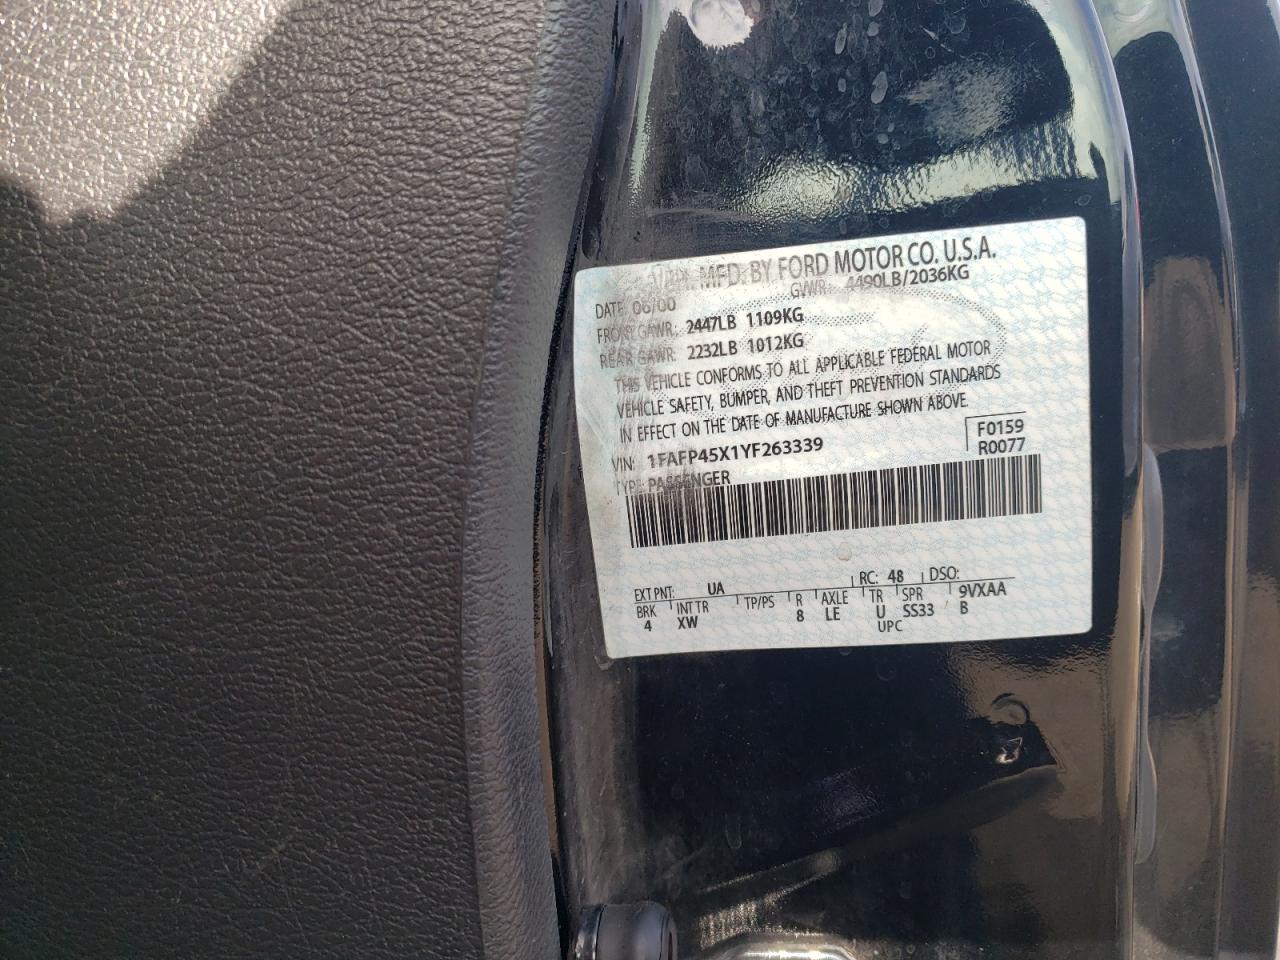 MFD. BY FORD MOTOR CO. U.S.A.
DATE 06/00 GVWR: 4490LB/2036KG
FRONT GAWR: 2447LB 1109KG
REAR GAWR: 2232LB 1012KG
THIS VEHICLE CONFORMS TO ALL APPLICABLE FEDERAL MOTOR
VEHICLE SAFETY, BUMPER, AND THEFT PREVENTION STANDARDS
IN EFFECT ON THE DATE OF MANUFACTURE SHOWN ABOVE.
VIN: 1FAFP45X1YF263339 F0159
TYPE: PASSENGER R0077
EXT PNT: UA RC: 48 DSO:
BRK INT TR TP/PS R AXLE TR SPR 9VXAA
4 XW 8 LE U SS33 B
UPC